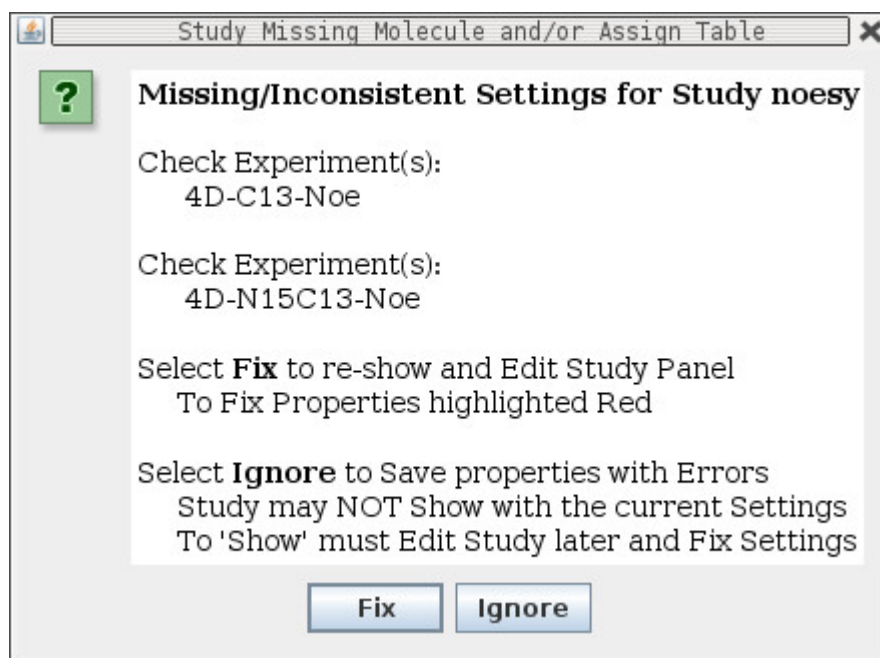 Study Missing Molecule and/or Assign Table
?
Missing/Inconsistent Settings for Study noesy
Check Experiment(s):
4D-C13-Noe
Check Experiment(s):
4D-N15C13-Noe
Select Fix to re-show and Edit Study Panel
To Fix Properties highlighted Red
Select Ignore to Save properties with Errors
Study may NOT Show with the current Settings
To 'Show' must Edit Study later and Fix Settings
Fix Ignore